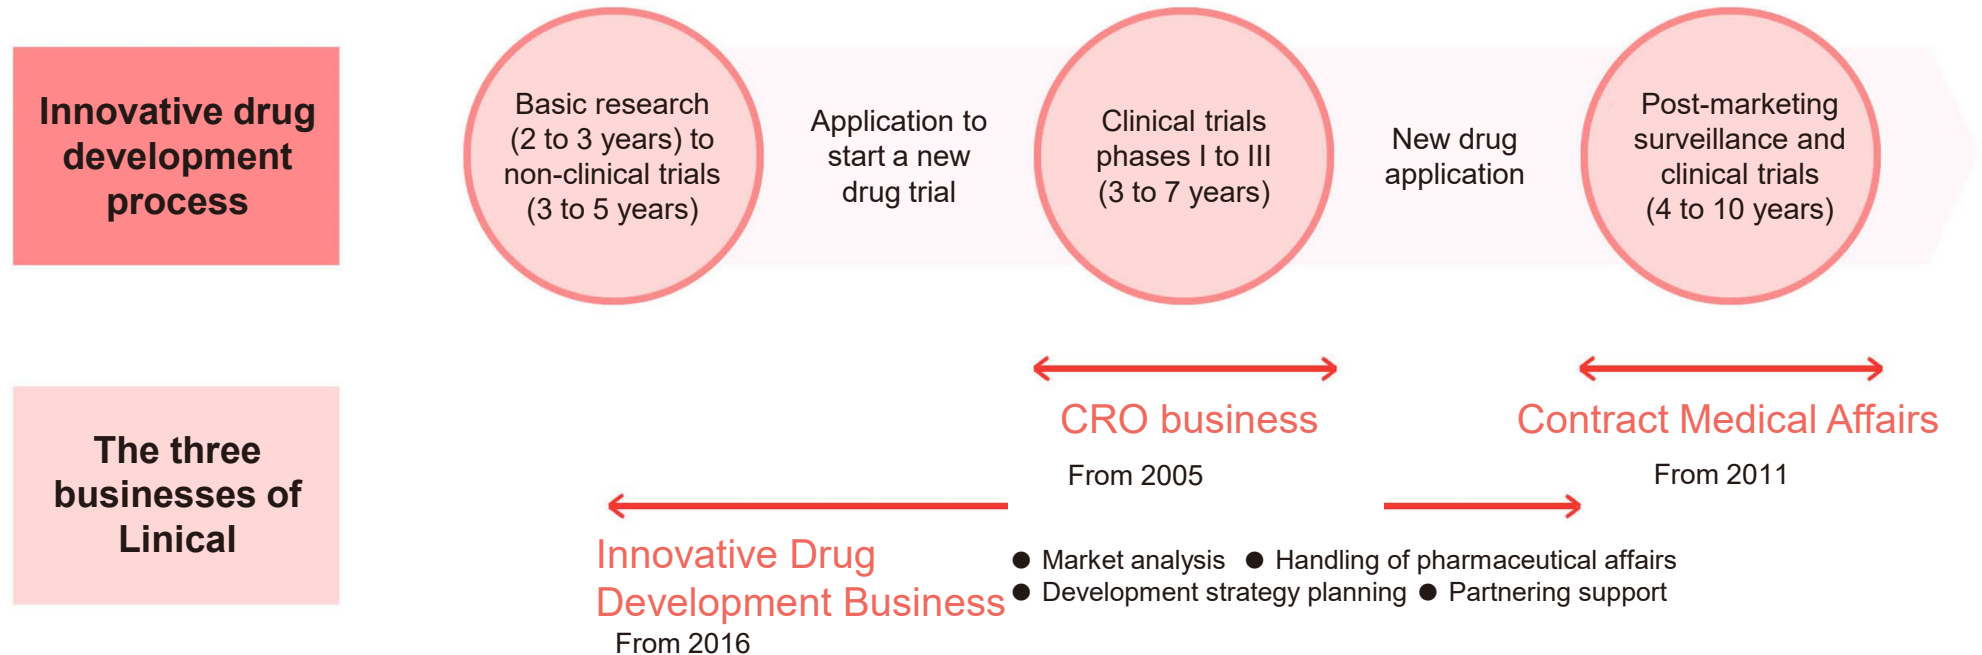 Innovative drug
development
process
Basic research
(2 to 3 years) to
non-clinical trials
(3 to 5 years)
Application to
start a new
drug trial
Clinical trials
phases I to III
(3 to 7 years)
New drug
application
Post-marketing
surveillance and
clinical trials
(4 to 10 years)
The three
businesses of
Linical
CRO business
From 2005
Contract Medical Affairs
From 2011
Innovative Drug
Development Business
From 2016
● Market analysis ● Handling of pharmaceutical affairs
● Development strategy planning ● Partnering support